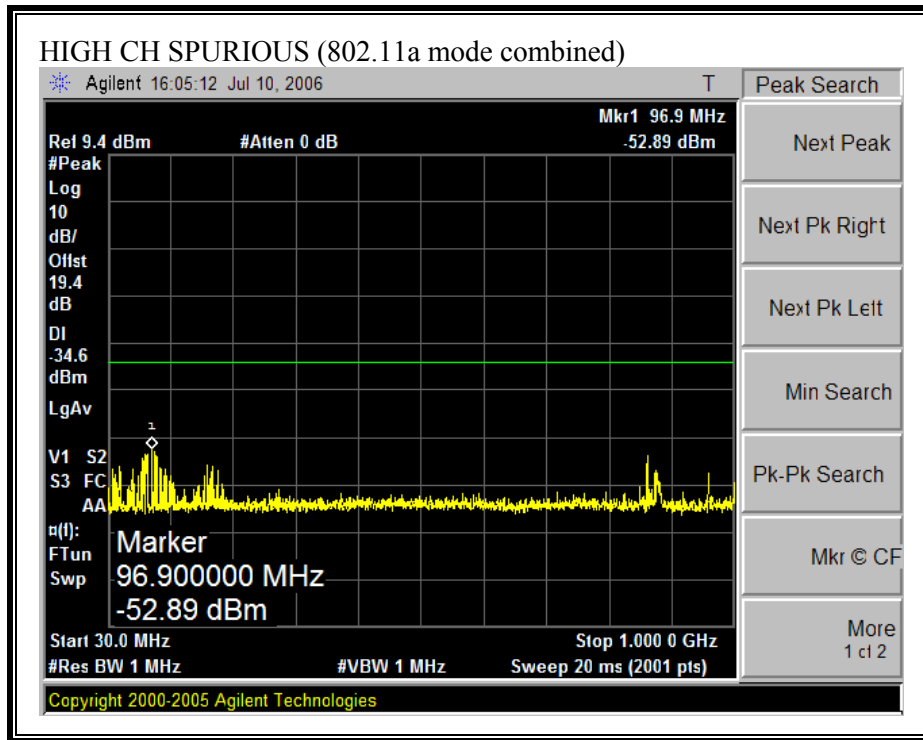 HIGH CH SPURIOUS (802.11a mode combined)
Agilent 16:05:12 Jul 10, 2006 T
Peak Search
Mkr1 96.9 MHz
Ref 9.4 dBm #Atten 0 dB -52.89 dBm
#Peak
Log
10
dB/
Offst
19.4
dB
DI
-34.6
dBm
LgAv
1
V1 S2
S3 FC
AA
¤(f):
FTun
Swp
Marker
96.900000 MHz
-52.89 dBm
Start 30.0 MHz Stop 1.000 0 GHz
#Res BW 1 MHz #VBW 1 MHz Sweep 20 ms (2001 pts)
Next Peak
Next Pk Right
Next Pk Left
Min Search
Pk-Pk Search
Mkr © CF
More
1 of 2
Copyright 2000-2005 Agilent Technologies